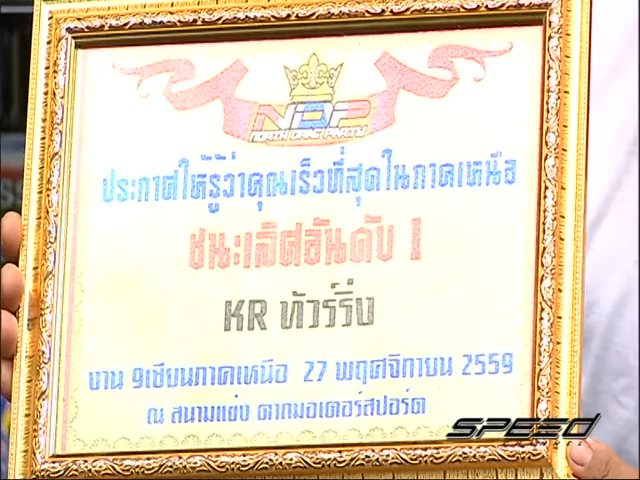 NDP
NORTH DRAG PARTY
ประกาศให้รู้ว่าคุณเร็วที่สุดในภาคเหนือ
ชนะเลิศอันดับ 1
KR ทัวร์ริ่ง
งาน 9เซียนภาคเหนือ 27 พฤศจิกายน 2559
ณ สนามแข่ง ตากมอเตอร์สปอร์ต
SPEED